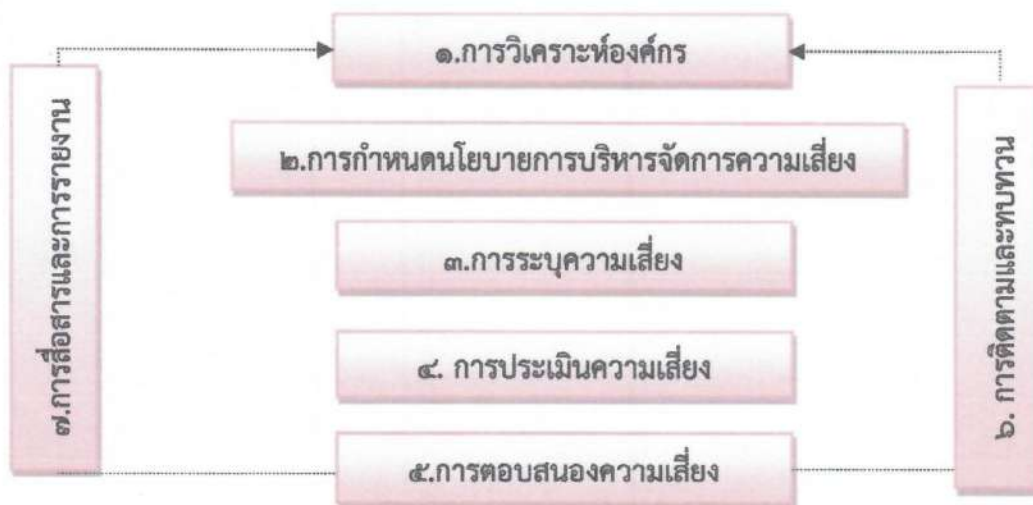 ๑.การวิเคราะห์องค์กร
๒.การกำหนดนโยบายการบริหารจัดการความเสี่ยง
๓.การระบุความเสี่ยง
๔. การประเมินความเสี่ยง
๕.การตอบสนองความเสี่ยง
๖. การติดตามและทบทวน
๗.การสื่อสารและการรายงาน